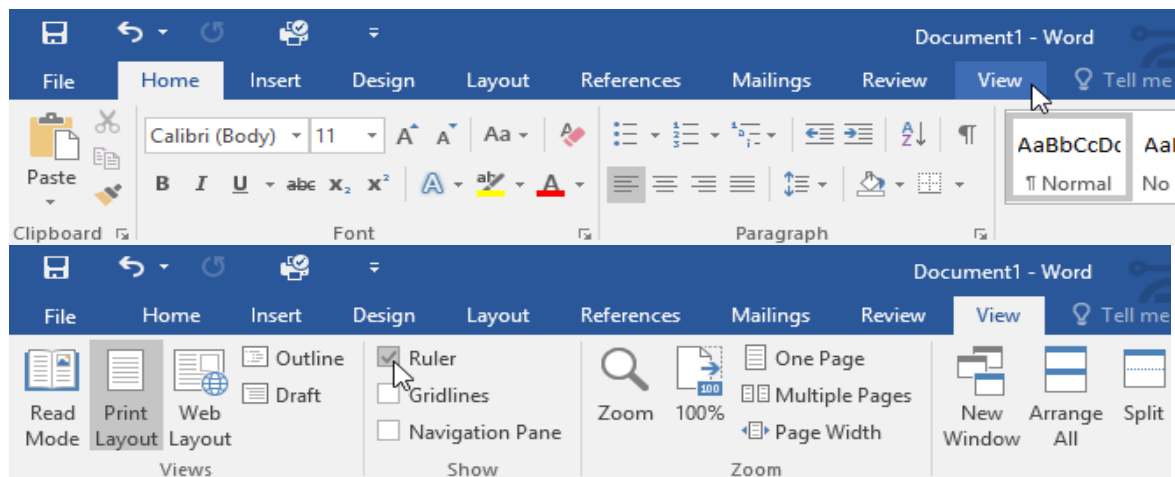 Document1 - Word
File Home Insert Design Layout References Mailings Review View Tell me
Calibri (Body) 11 A A Aa A Z AaBbCcDc Aal
Paste B I U abc x₂ x² A aby A ¶ Normal No
Clipboard Font Paragraph
Document1 - Word
File Home Insert Design Layout References Mailings Review View Tell me
Outline Ruler One Page
Draft Gridlines 100 Multiple Pages
Read Mode Print Layout Web Layout Navigation Pane Zoom 100% Page Width New Window Arrange All Split
Views Show Zoom